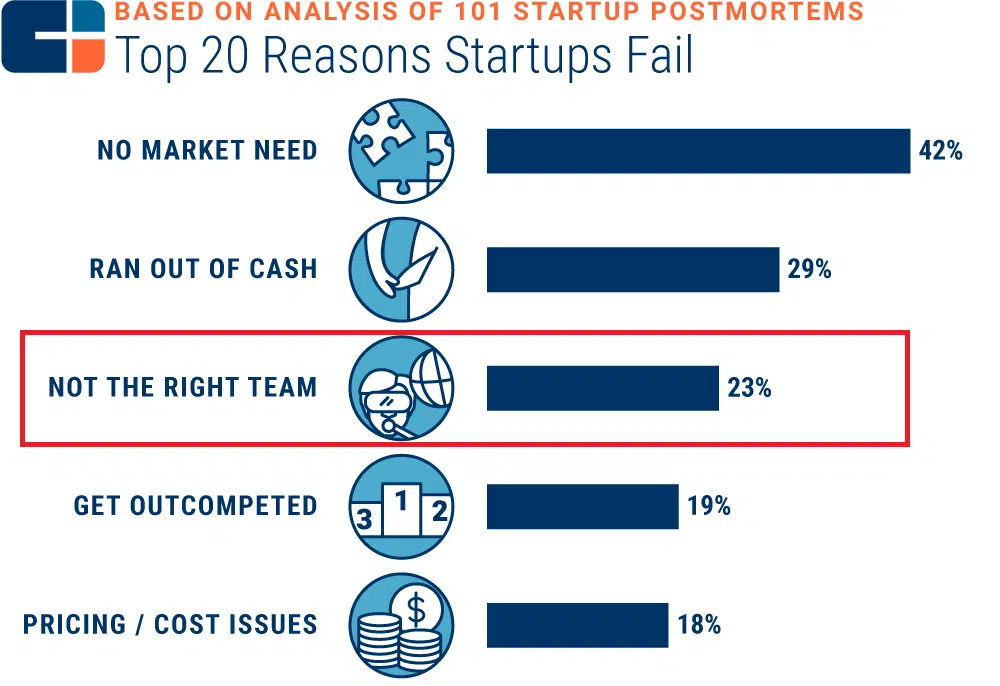 BASED ON ANALYSIS OF 101 STARTUP POSTMORTEMS
Top 20 Reasons Startups Fail
NO MARKET NEED 42%
RAN OUT OF CASH 29%
NOT THE RIGHT TEAM 23%
GET OUTCOMPETED 3 1 2 19%
PRICING / COST ISSUES $ 18%